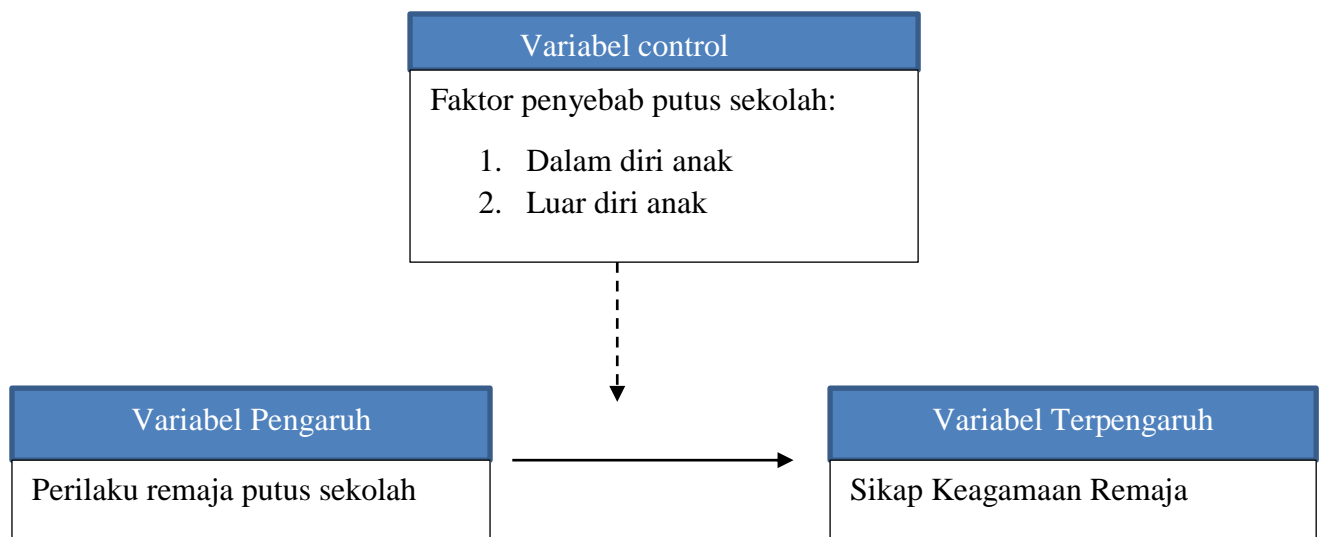 Variabel control
Faktor penyebab putus sekolah:
1. Dalam diri anak
2. Luar diri anak
Variabel Pengaruh
Perilaku remaja putus sekolah
Variabel Terpengaruh
Sikap Keagamaan Remaja